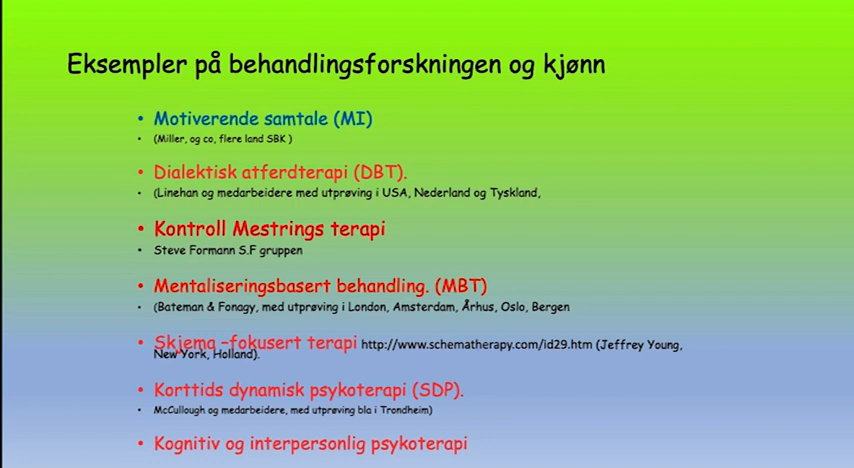 Eksempler på behandlingsforskningen og kjønn
• Motiverende samtale (MI)
• (Miller, og co, flere land SBK )
• Dialektisk atferdterapi (DBT).
• (Linehan og medarbeidere med utprøving i USA, Nederland og Tyskland,
• Kontroll Mestrings terapi
• Steve Formann S.F gruppen
• Mentaliseringsbasert behandling. (MBT)
• (Bateman & Fonagy, med utprøving i London, Amsterdam, Århus, Oslo, Bergen
• Skjema –fokusert terapi http://www.schematherapy.com/id29.htm (Jeffrey Young,
New York, Holland).
• Korttids dynamisk psykoterapi (SDP).
• McCullough og medarbeidere, med utprøving bla i Trondheim)
• Kognitiv og interpersonlig psykoterapi